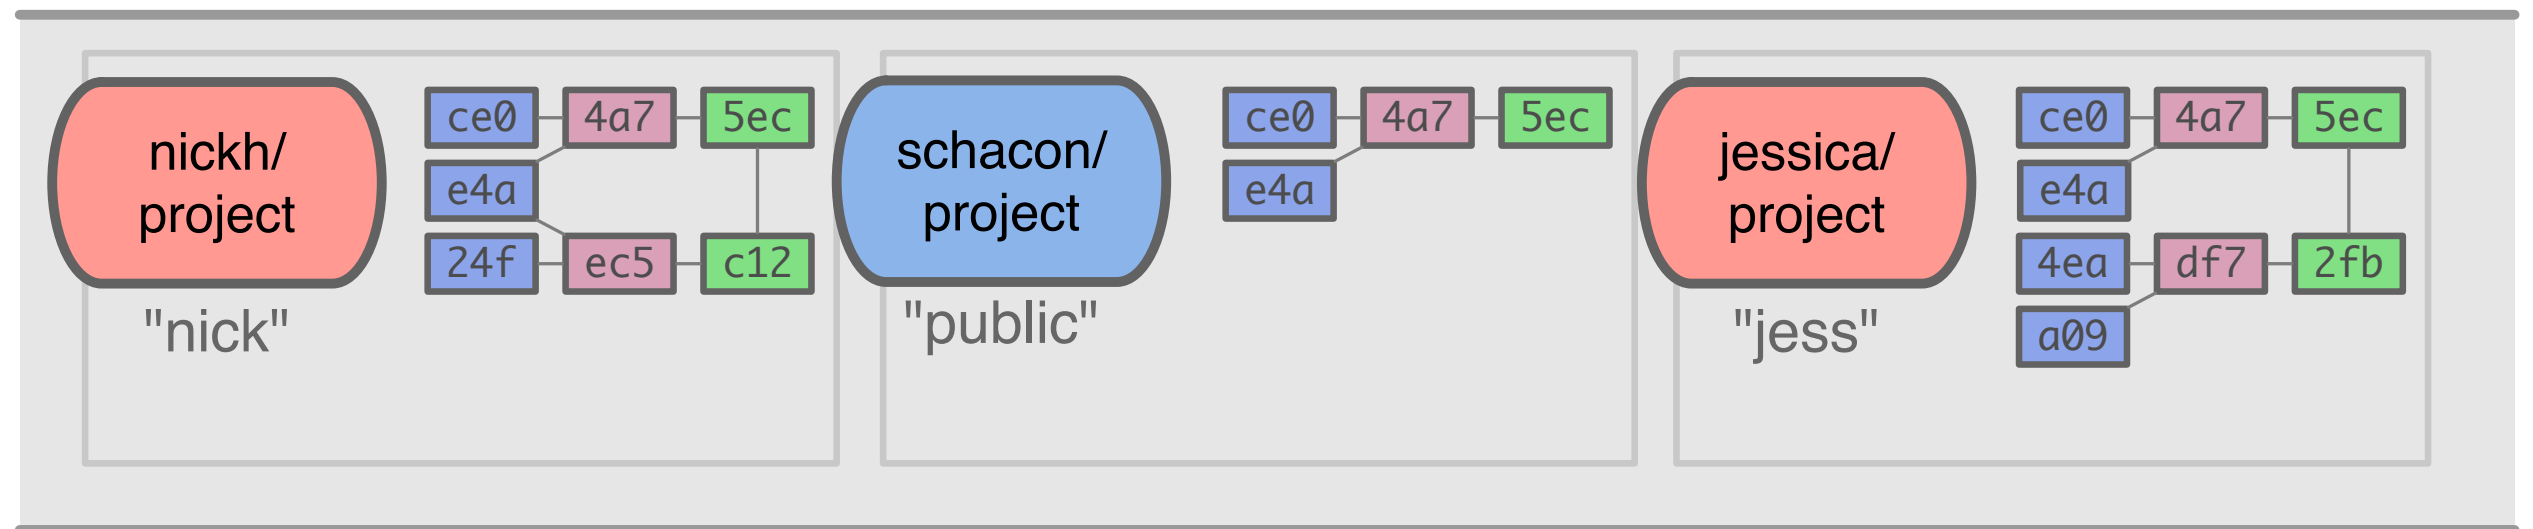 nickh/
project
"nick"
ce0 4a7 5ec
e4a
24f ec5 c12
schacon/
project
"public"
ce0 4a7 5ec
e4a
jessica/
project
"jess"
ce0 4a7 5ec
e4a
4ea df7 2fb
a09